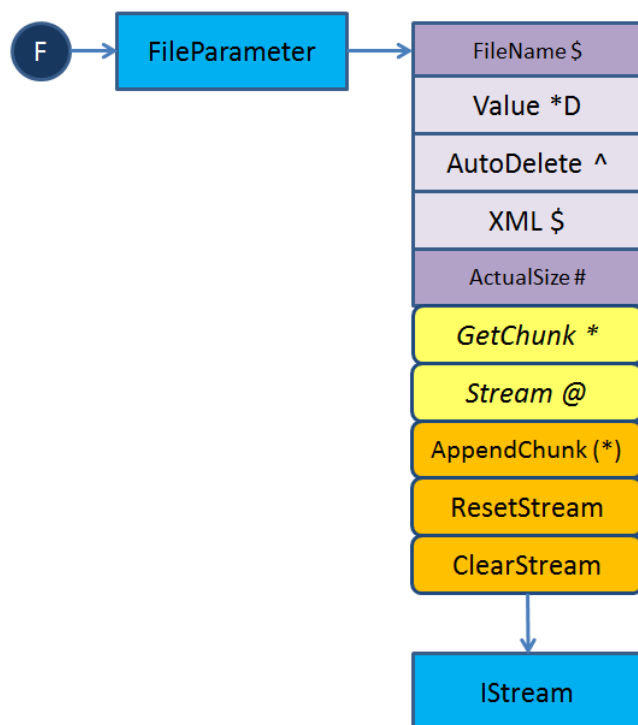 F
FileParameter
FileName $
Value *D
AutoDelete ^
XML $
ActualSize #
GetChunk *
Stream @
AppendChunk (*)
ResetStream
ClearStream
IStream